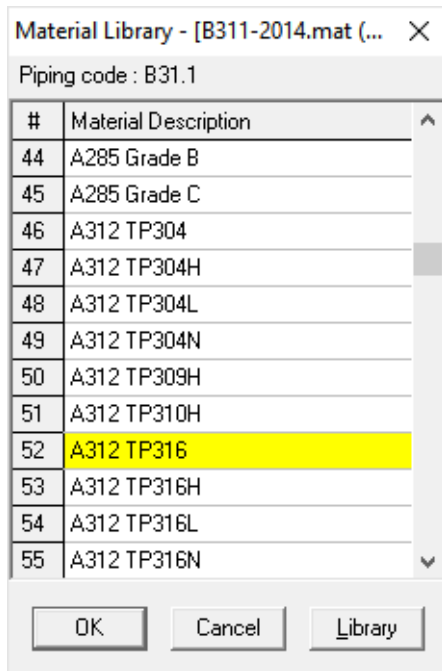 Material Library - [B311-2014.mat (...
Piping code : B31.1
# Material Description
44 A285 Grade B
45 A285 Grade C
46 A312 TP304
47 A312 TP304H
48 A312 TP304L
49 A312 TP304N
50 A312 TP309H
51 A312 TP310H
52 A312 TP316
53 A312 TP316H
54 A312 TP316L
55 A312 TP316N
OK Cancel Library